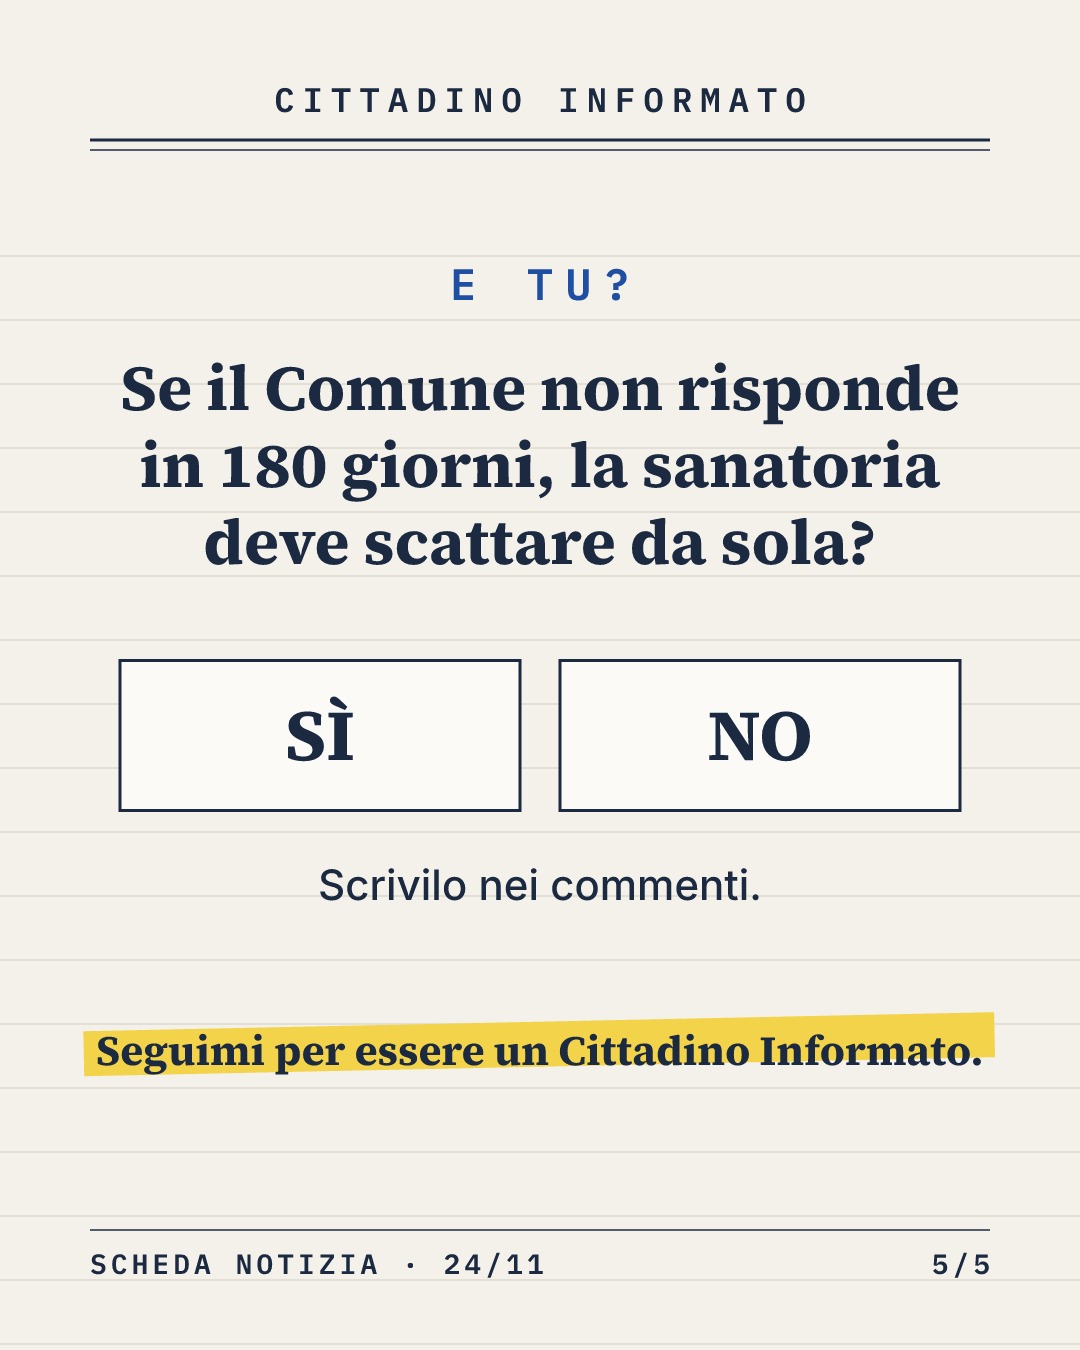 CITTADINO INFORMATO
E TU?
Se il Comune non risponde
in 180 giorni, la sanatoria
deve scattare da sola?
SÌ
NO
Scrivilo nei commenti.
Seguimi per essere un Cittadino Informato.
SCHEDA NOTIZIA · 24/11
5/5